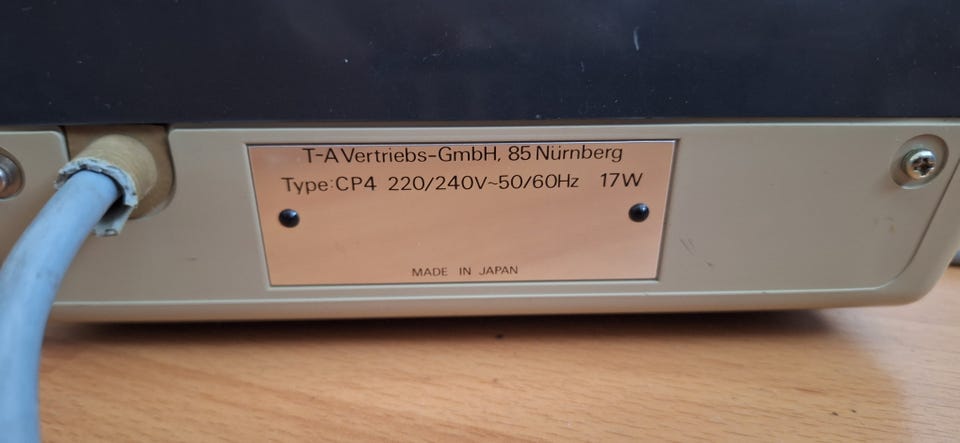 T-A Vertriebs-GmbH, 85 Nürnberg
Type:CP4 220/240V~50/60Hz 17W
MADE IN JAPAN